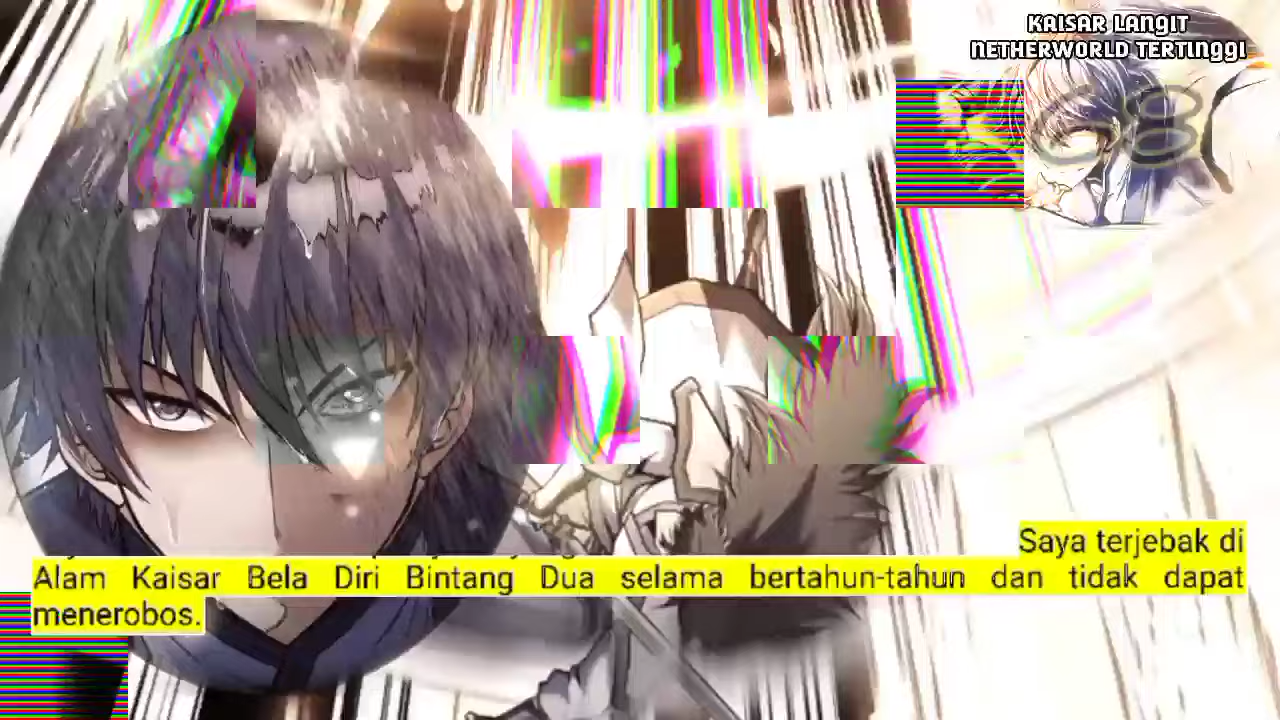 KAISAR LANGIT
NETHERWORLD TERTINGGI
68
Saya terjebak di
Alam Kaisar Bela Diri Bintang Dua selama bertahun-tahun dan tidak dapat
menerobos.